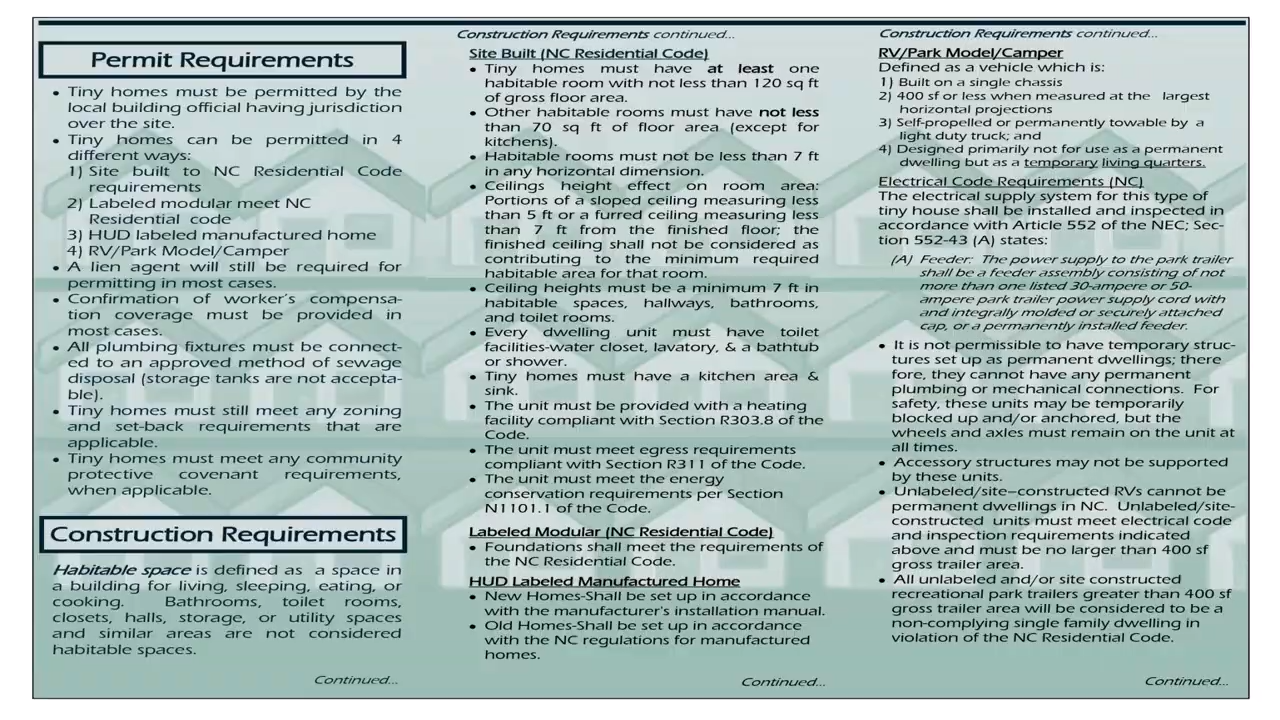 Permit Requirements
• Tiny homes must be permitted by the
local building official having jurisdiction
over the site.
• Tiny homes can be permitted in 4
different ways:
1) Site built to NC Residential Code
requirements
2) Labeled modular meet NC
Residential code
3) HUD labeled manufactured home
4) RV/Park Model/Camper
• A lien agent will still be required for
permitting in most cases.
• Confirmation of worker's compensa-
tion coverage must be provided in
most cases.
• All plumbing fixtures must be connect-
ed to an approved method of sewage
disposal (storage tanks are not accepta-
ble).
• Tiny homes must still meet any zoning
and set-back requirements that are
applicable.
• Tiny homes must meet any community
protective covenant requirements,
when applicable.
Construction Requirements
Habitable space is defined as a space in
a building for living, sleeping, eating, or
cooking. Bathrooms, toilet rooms,
closets, halls, storage, or utility spaces
and similar areas are not considered
habitable spaces.
Continued...
Construction Requirements continued...
Site Built (NC Residential Code)
• Tiny homes must have at least one
habitable room with not less than 120 sq ft
of gross floor area.
• Other habitable rooms must have not less
than 70 sq ft of floor area (except for
kitchens).
• Habitable rooms must not be less than 7 ft
in any horizontal dimension.
• Ceilings height effect on room area:
Portions of a sloped ceiling measuring less
than 5 ft or a furred ceiling measuring less
than 7 ft from the finished floor; the
finished ceiling shall not be considered as
contributing to the minimum required
habitable area for that room.
• Ceiling heights must be a minimum 7 ft in
habitable spaces, hallways, bathrooms,
and toilet rooms.
• Every dwelling unit must have toilet
facilities-water closet, lavatory, & a bathtub
or shower.
• Tiny homes must have a kitchen area &
sink.
• The unit must be provided with a heating
facility compliant with Section R303.8 of the
Code.
• The unit must meet egress requirements
compliant with Section R311 of the Code.
• The unit must meet the energy
conservation requirements per Section
N1101.1 of the Code.
Labeled Modular (NC Residential Code)
• Foundations shall meet the requirements of
the NC Residential Code.
HUD Labeled Manufactured Home
• New Homes-Shall be set up in accordance
with the manufacturer's installation manual.
• Old Homes-Shall be set up in accordance
with the NC regulations for manufactured
homes.
Continued...
Construction Requirements continued...
RV/Park Model/Camper
Defined as a vehicle which is:
1) Built on a single chassis
2) 400 sf or less when measured at the largest
horizontal projections
3) Self-propelled or permanently towable by a
light duty truck; and
4) Designed primarily not for use as a permanent
dwelling but as a temporary living quarters.
Electrical Code Requirements (NC)
The electrical supply system for this type of
tiny house shall be installed and inspected in
accordance with Article 552 of the NEC; Sec-
tion 552-43 (A) states:
(A) Feeder: The power supply to the park trailer
shall be a feeder assembly consisting of not
more than one listed 30-ampere or 50-
ampere park trailer power supply cord with
and integrally molded or securely attached
cap, or a permanently installed feeder.
• It is not permissible to have temporary struc-
tures set up as permanent dwellings; there
fore, they cannot have any permanent
plumbing or mechanical connections. For
safety, these units may be temporarily
blocked up and/or anchored, but the
wheels and axles must remain on the unit at
all times.
• Accessory structures may not be supported
by these units.
• Unlabeled/site–constructed RVs cannot be
permanent dwellings in NC. Unlabeled/site-
constructed units must meet electrical code
and inspection requirements indicated
above and must be no larger than 400 sf
gross trailer area.
• All unlabeled and/or site constructed
recreational park trailers greater than 400 sf
gross trailer area will be considered to be a
non-complying single family dwelling in
violation of the NC Residential Code.
Continued...